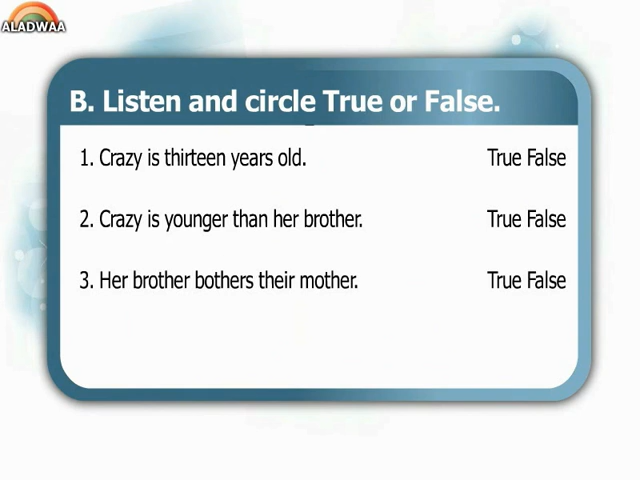 ALADWAA
B. Listen and circle True or False.
1. Crazy is thirteen years old. True False
2. Crazy is younger than her brother. True False
3. Her brother bothers their mother. True False